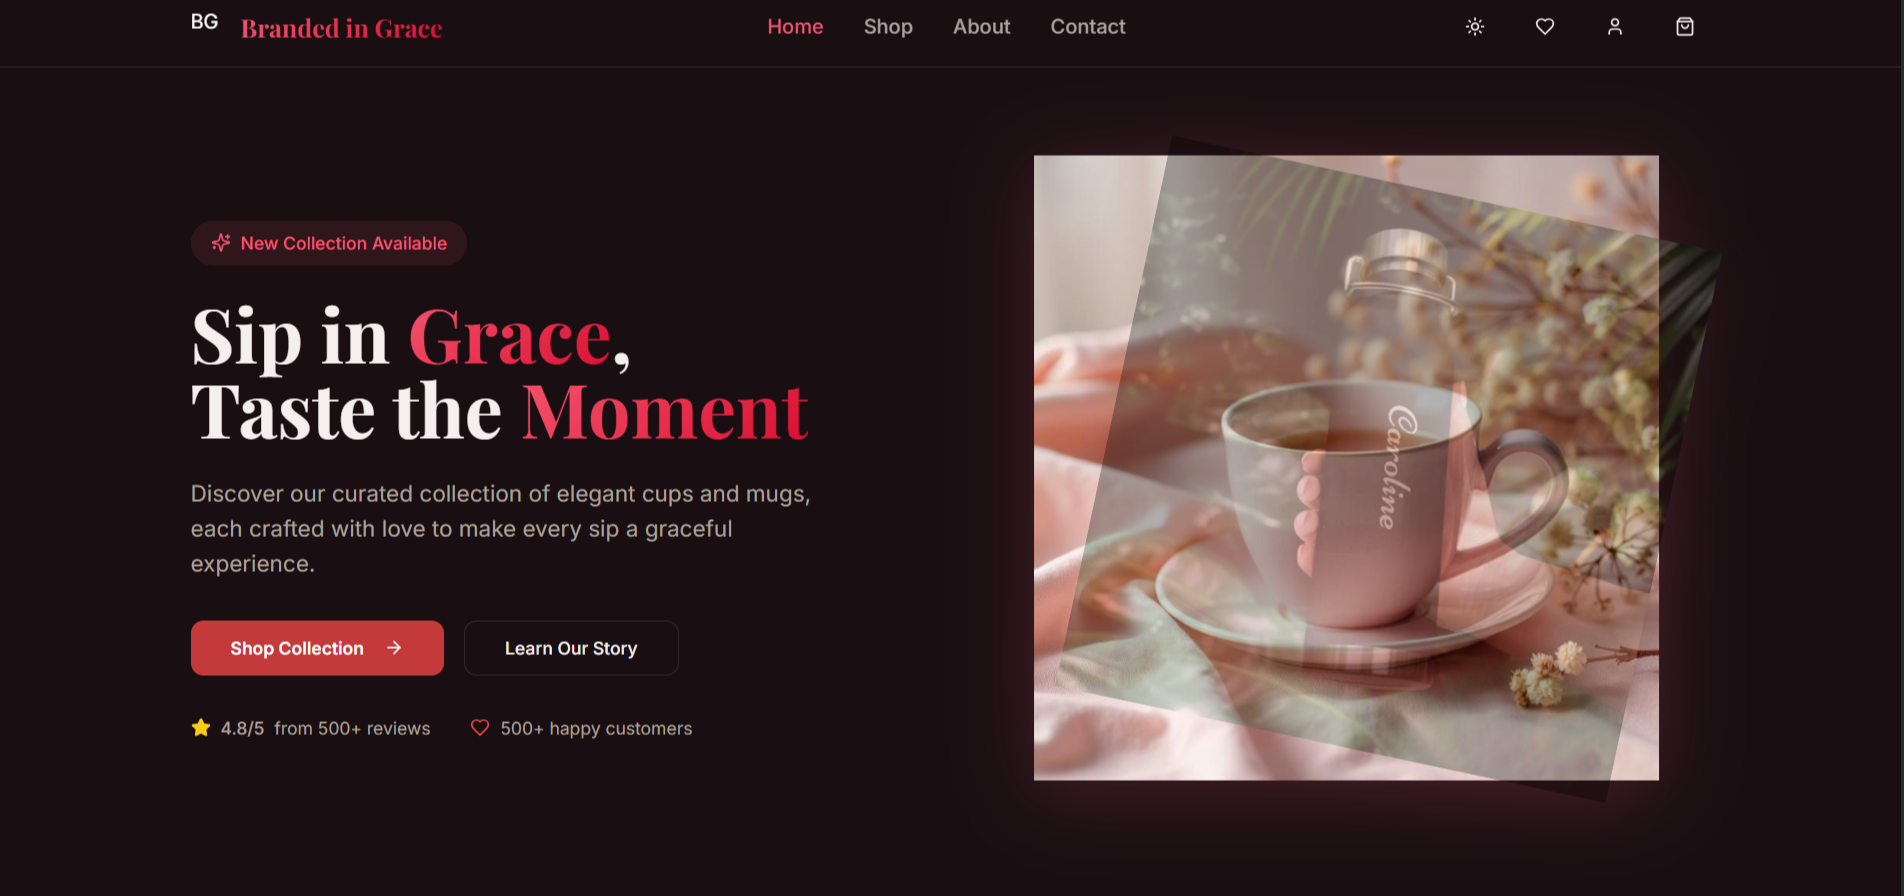 BG Branded in Grace
Home Shop About Contact
New Collection Available
Sip in Grace,
Taste the Moment
Discover our curated collection of elegant cups and mugs,
each crafted with love to make every sip a graceful
experience.
Shop Collection
Learn Our Story
4.8/5 from 500+ reviews
500+ happy customers
Caroline